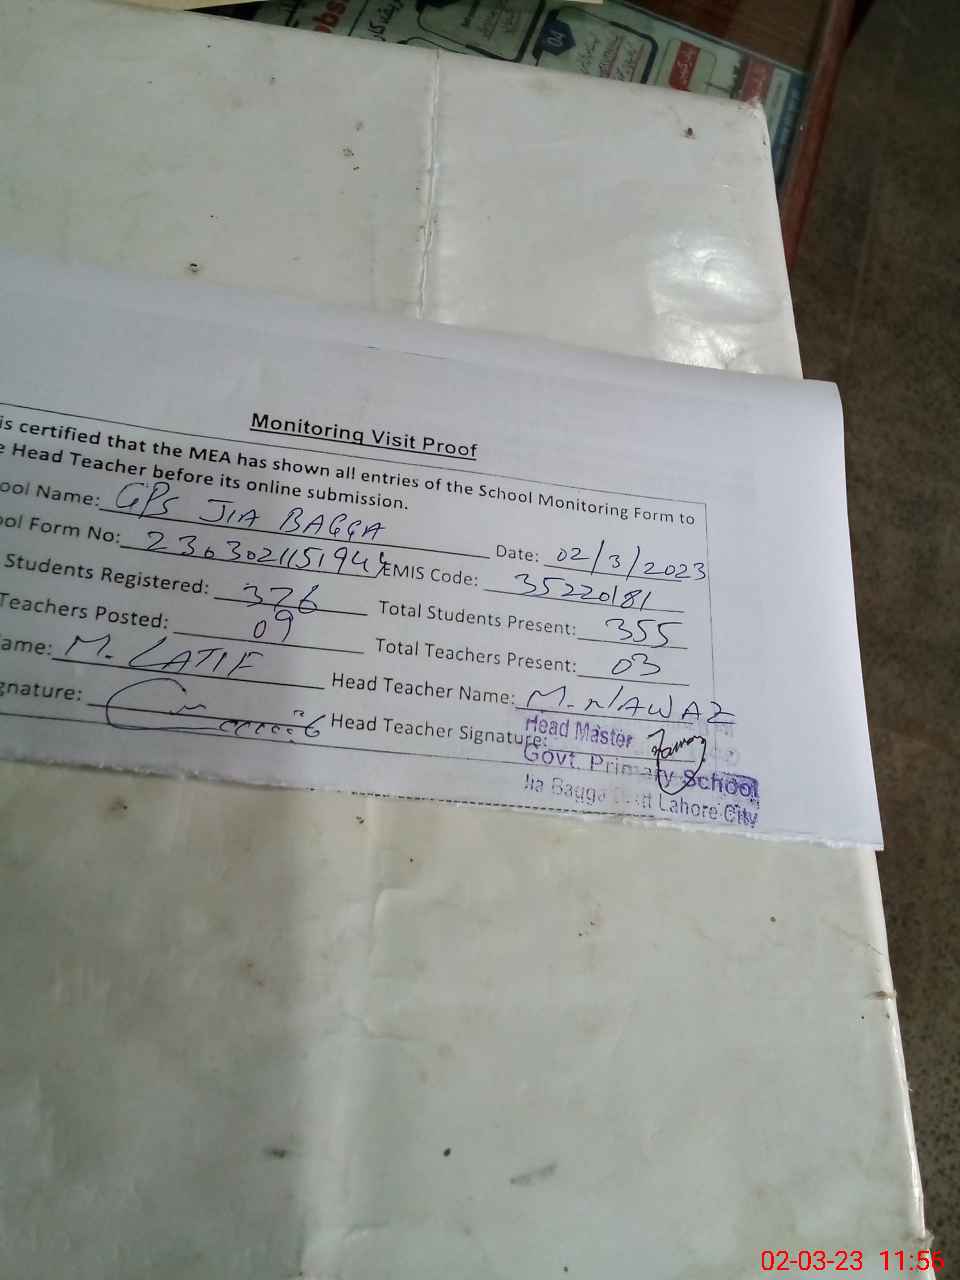 04
Monitoring Visit Proof
is certified that the MEA has shown all entries of the School Monitoring Form to
e Head Teacher before its online submission.
ool Name: GPS JIA BAGGA Date: 02/3/2023
ool Form No: EMIS Code: 35220181
Students Registered: 376 Total Students Present: 355
Teachers Posted: 09 Total Teachers Present: 03
ame: M. LATIF Head Teacher Name: M. NAWAZ
gnature: Head Teacher Signature:
Head Master
Govt. Primary School
Jia Bagga Lahore City
02-03-23 11:56